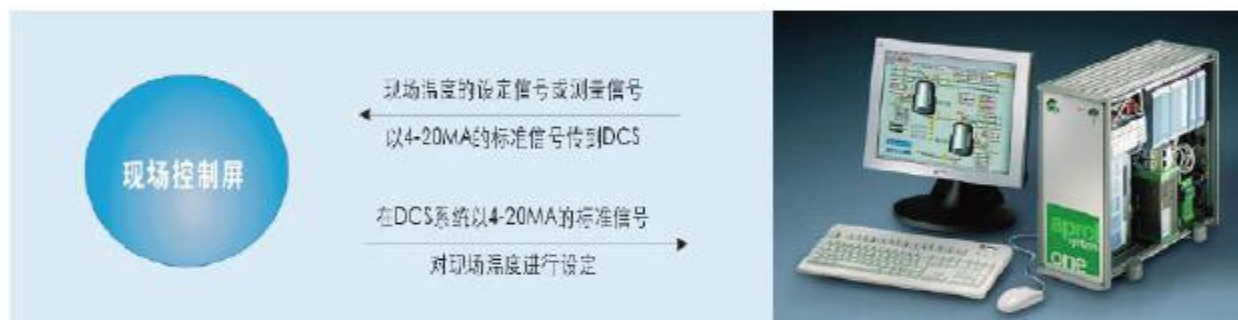 现场控制屏
现场温度的设定信号或测量信号
以4-20MA的标准信号传到DCS
在DCS系统以4-20MA的标准信号
对现场温度进行设定
apro
system
one